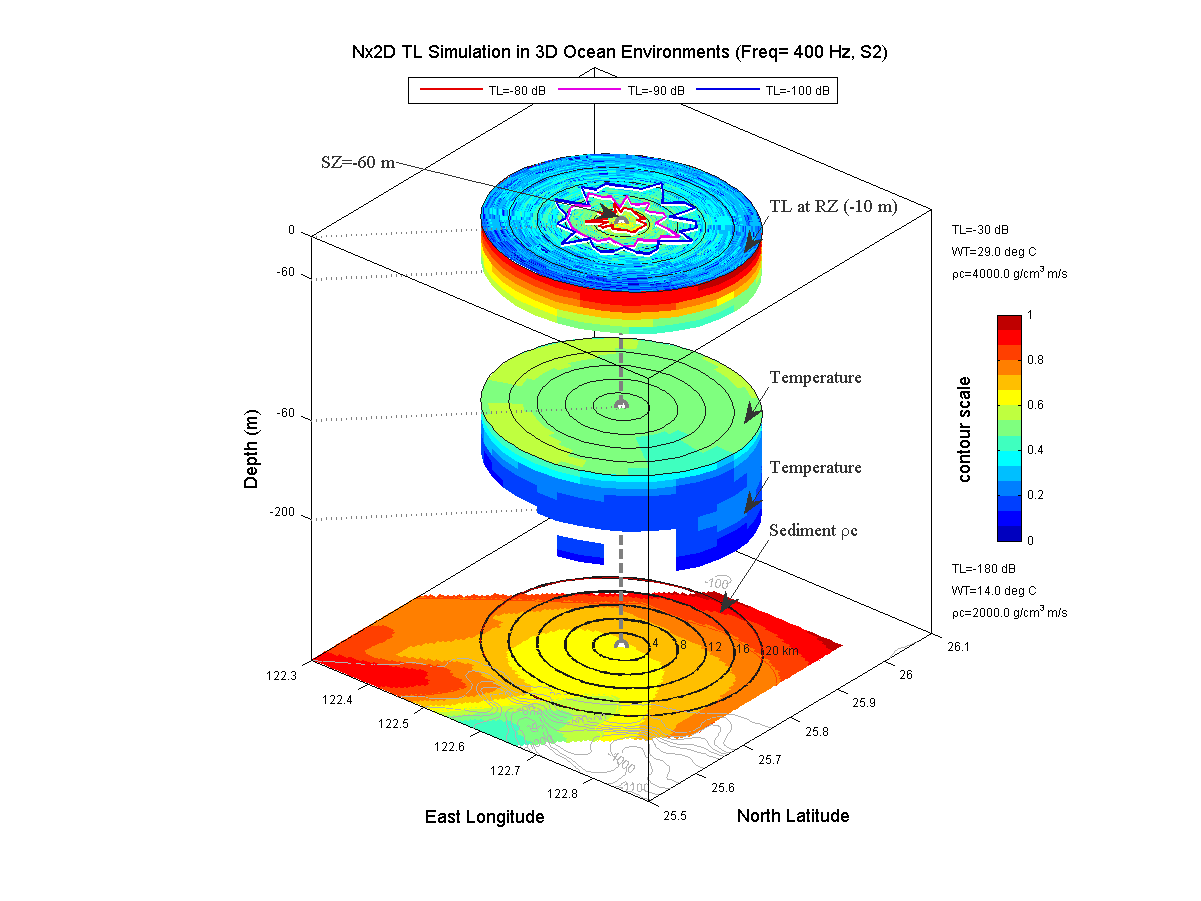 Nx2D TL Simulation in 3D Ocean Environments (Freq= 400 Hz, S2)
TL=-80 dB TL=-90 dB TL=-100 dB
SZ=-60 m
TL at RZ (-10 m)
0
-60
-60
-200
Depth (m)
Temperature
Temperature
Sediment ρc
TL=-30 dB
WT=29.0 deg C
ρc=4000.0 g/cm³ m/s
1
0.8
0.6
0.4
0.2
0
contour scale
TL=-180 dB
WT=14.0 deg C
ρc=2000.0 g/cm³ m/s
-100
4 8 12 16 20 km
-4000
122.3
122.4
122.5
122.6
122.7
122.8
East Longitude
25.5
25.6
25.7
25.8
25.9
26
26.1
North Latitude